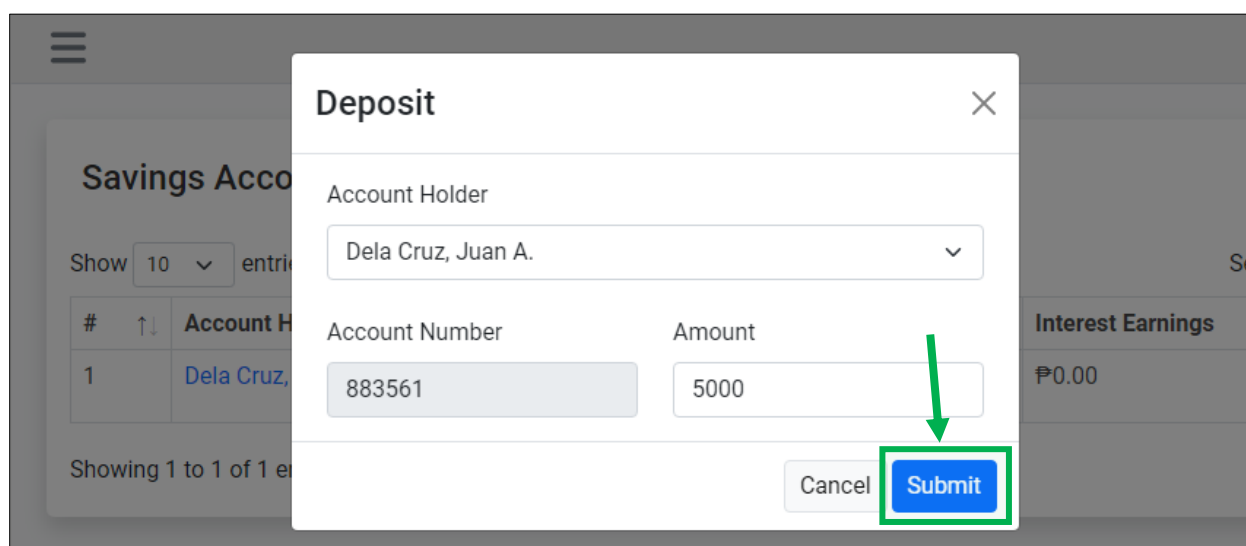 Deposit
Savings Acco
Account Holder
Dela Cruz, Juan A.
Show 10 entri
# Account H Interest Earnings
Account Number Amount
1 Dela Cruz, ₱0.00
883561 5000
Showing 1 to 1 of 1 e
Cancel Submit